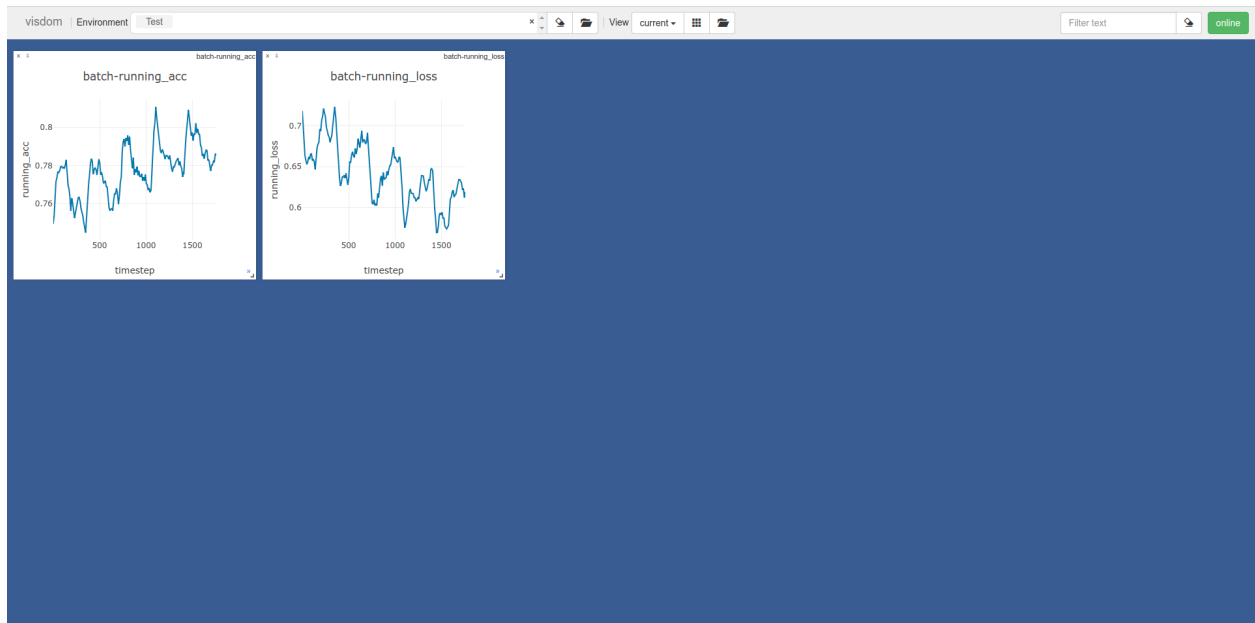 visdom Environment Test × View current Filter text online
× ⇩ batch-running_acc
batch-running_acc
0.8
0.78
0.76
running_acc
500 1000 1500
timestep
»
× ⇩ batch-running_loss
batch-running_loss
0.7
0.65
0.6
running_loss
500 1000 1500
timestep
»